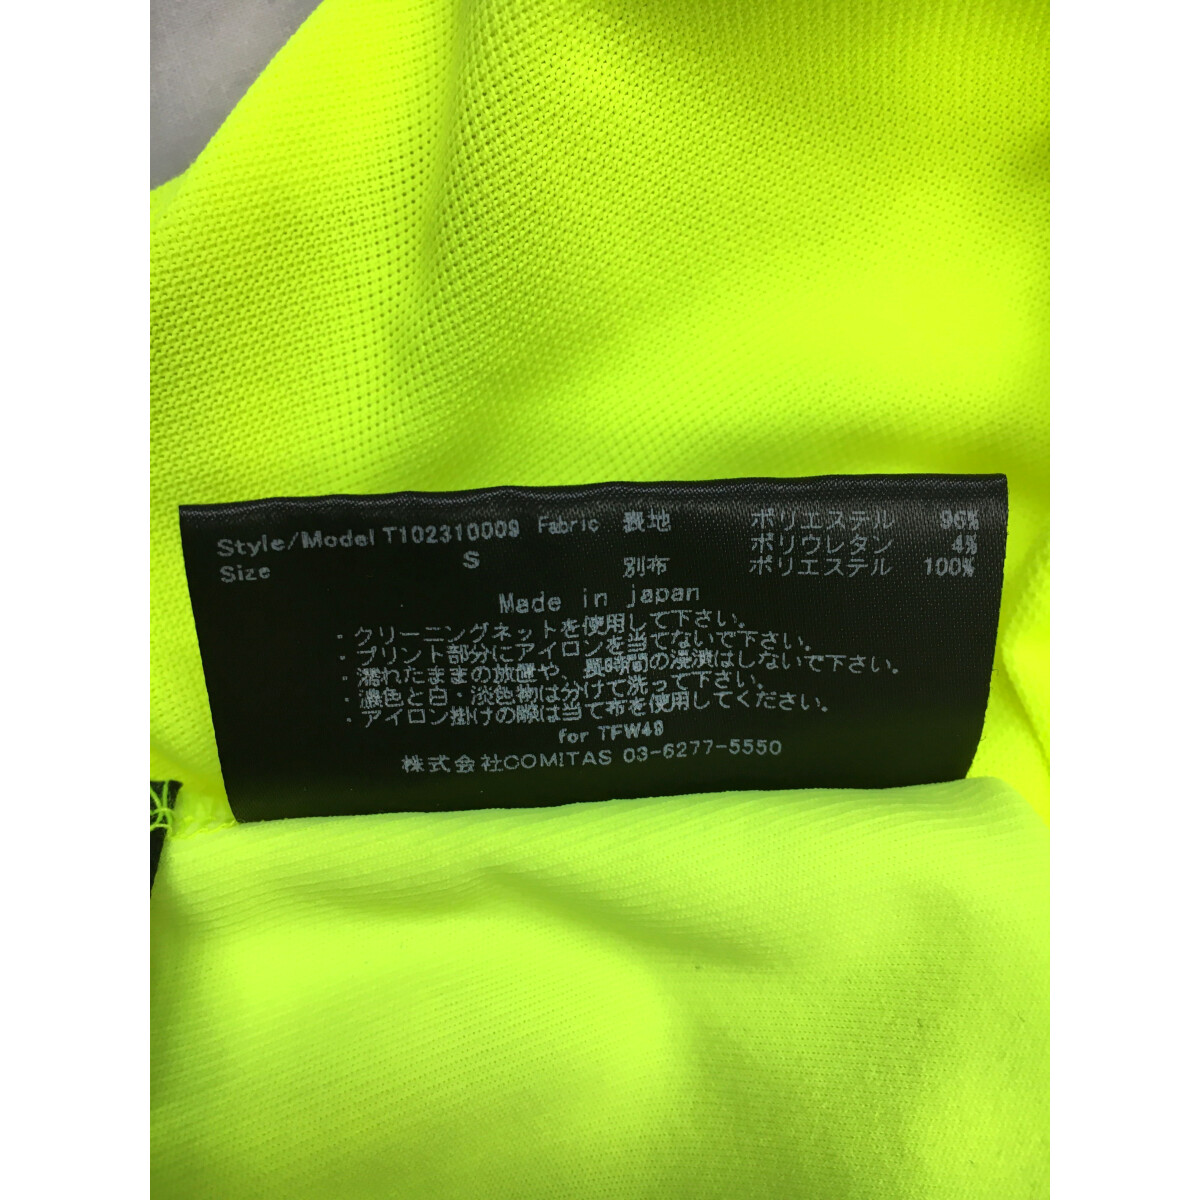 Style/Model T102310009 Fabric 表地 ポリエステル 96%
ポリウレタン 4%
Size S 別布 ポリエステル 100%
Made in japan
・クリーニングネットを使用して下さい。
・プリント部分にアイロンを当てないで下さい。
・濡れたままの放置や、長時間の浸漬はしないで下さい。
・濃色と白・淡色物は分けて洗って下さい。
・アイロン掛けの際は当て布を使用してください。
for TFW49
株式会社COMITAS 03-6277-5550